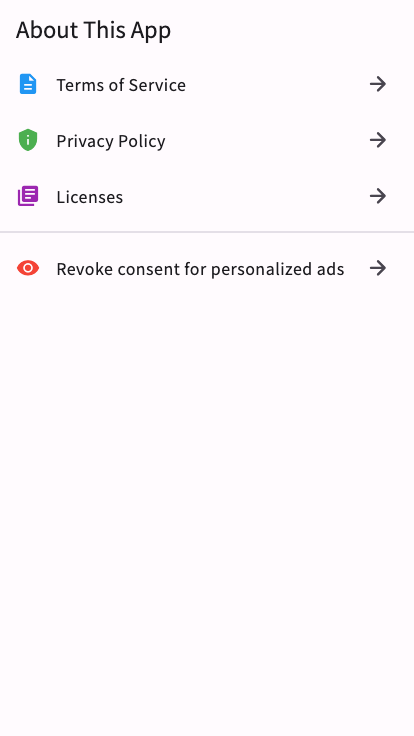 About This App
Terms of Service
Privacy Policy
Licenses
Revoke consent for personalized ads